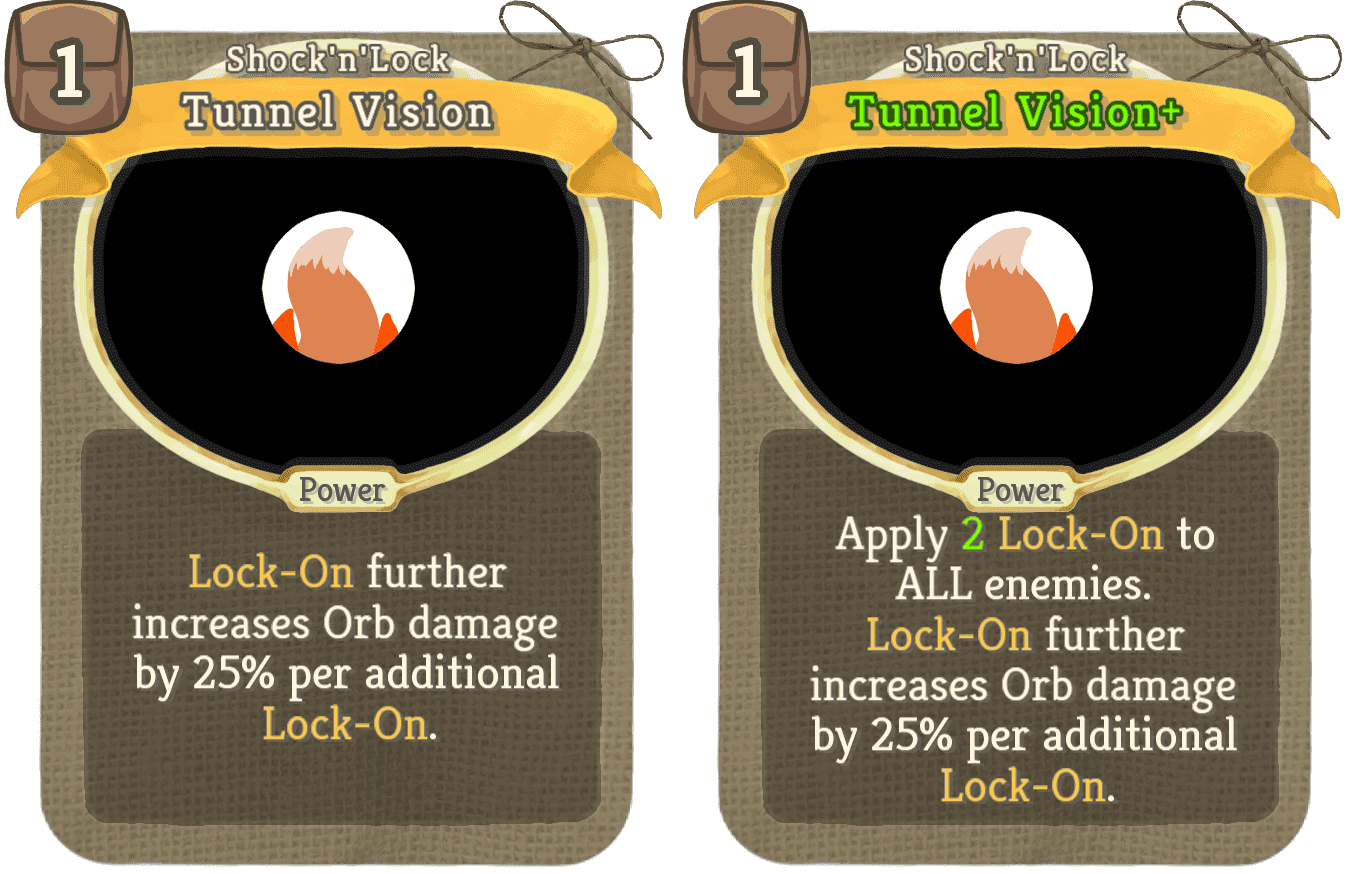 1
Shock'n'Lock
Tunnel Vision
Power
Lock-On further
increases Orb damage
by 25% per additional
Lock-On.
1
Shock'n'Lock
Tunnel Vision+
Power
Apply 2 Lock-On to
ALL enemies.
Lock-On further
increases Orb damage
by 25% per additional
Lock-On.